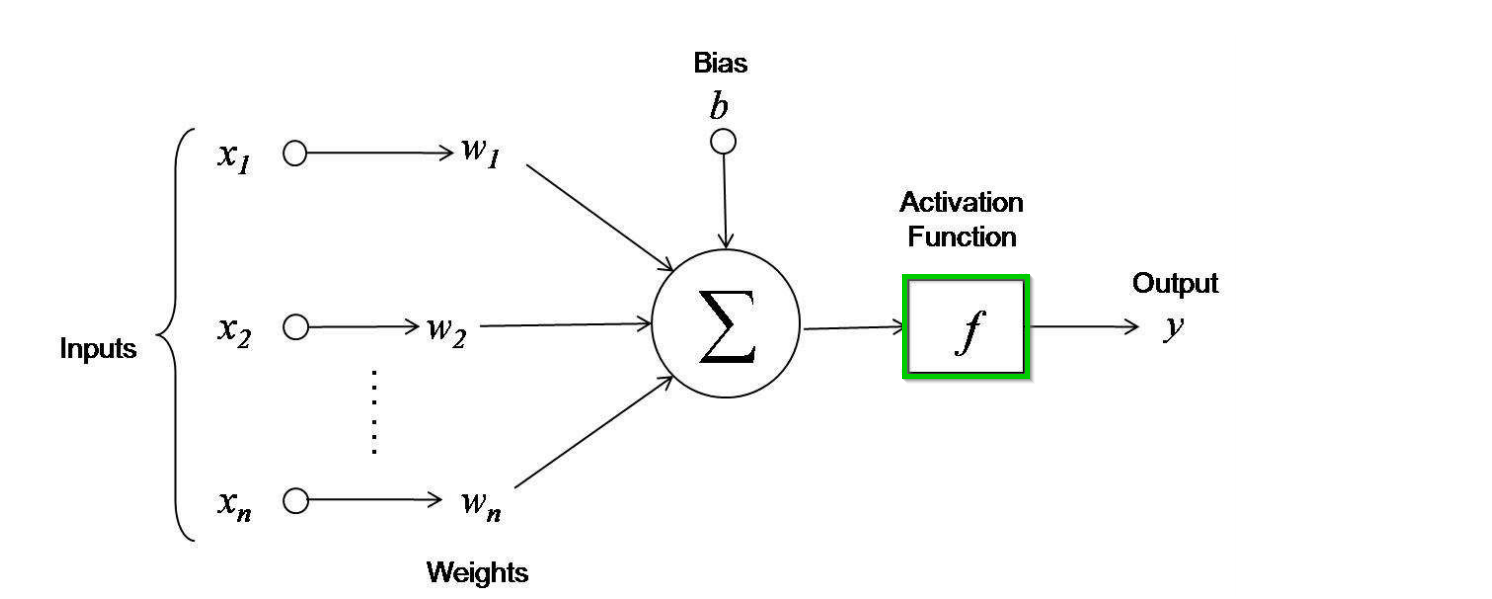 Bias
b
x1
w1
Activation
Function
Output
Inputs
x2
w2
∑
f
y
xn
wn
Weights